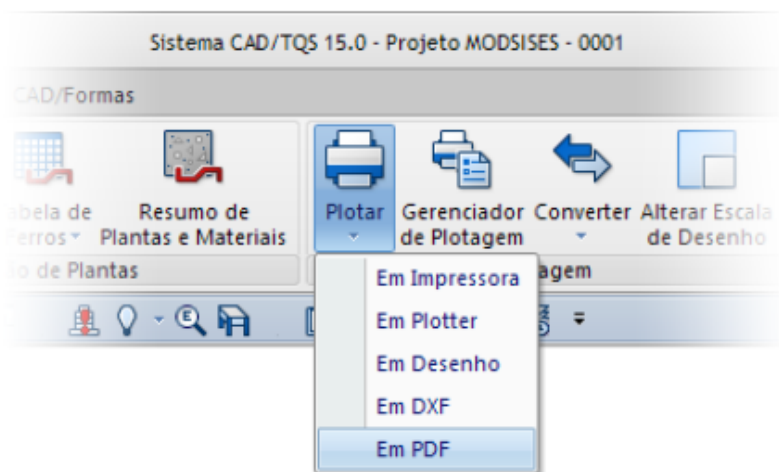 Sistema CAD/TQS 15.0 - Projeto MODSISES - 0001
CAD/Formas
abela de
Ferros
Resumo de
Plantas e Materiais
Plotar
Gerenciador
de Plotagem
Converter
Alterar Escala
de Desenho
o de Plantas
agem
Em Impressora
Em Plotter
Em Desenho
Em DXF
Em PDF